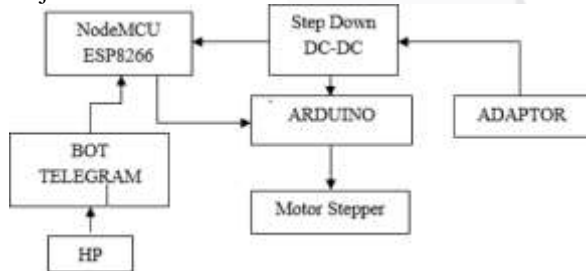 NodeMCU
ESP8266
Step Down
DC-DC
ARDUINO
ADAPTOR
BOT
TELEGRAM
Motor Stepper
HP